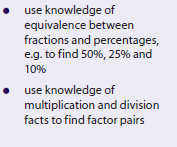 ● use knowledge of
equivalence between
fractions and percentages,
e.g. to find 50%, 25% and
10%
● use knowledge of
multiplication and division
facts to find factor pairs